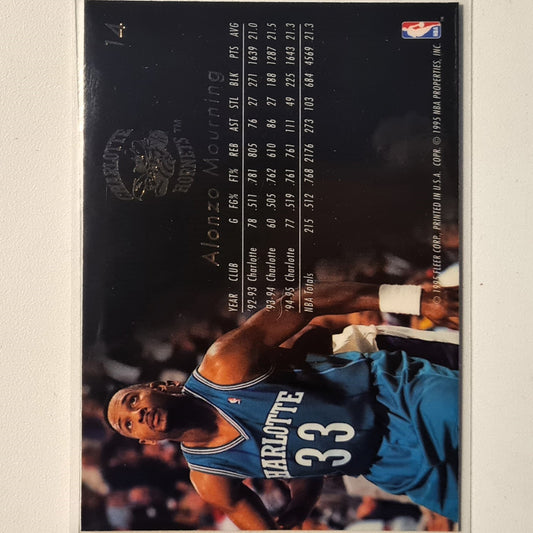 14
CHARLOTTE
HORNETS™
Alonzo Mourning
YEAR CLUB G FG% FT% REB AST STL BLK PTS AVG
'92-93 Charlotte 78 .511 .781 805 76 27 271 1639 21.0
'93-94 Charlotte 60 .505 .762 610 86 27 188 1287 21.5
'94-95 Charlotte 77 .519 .761 761 111 49 225 1643 21.3
NBA Totals 215 .512 .768 2176 273 103 684 4569 21.3
© 1995 FLEER CORP. PRINTED IN U.S.A. COPR. © 1995 NBA PROPERTIES, INC.
NBA
CHARLOTTE
33